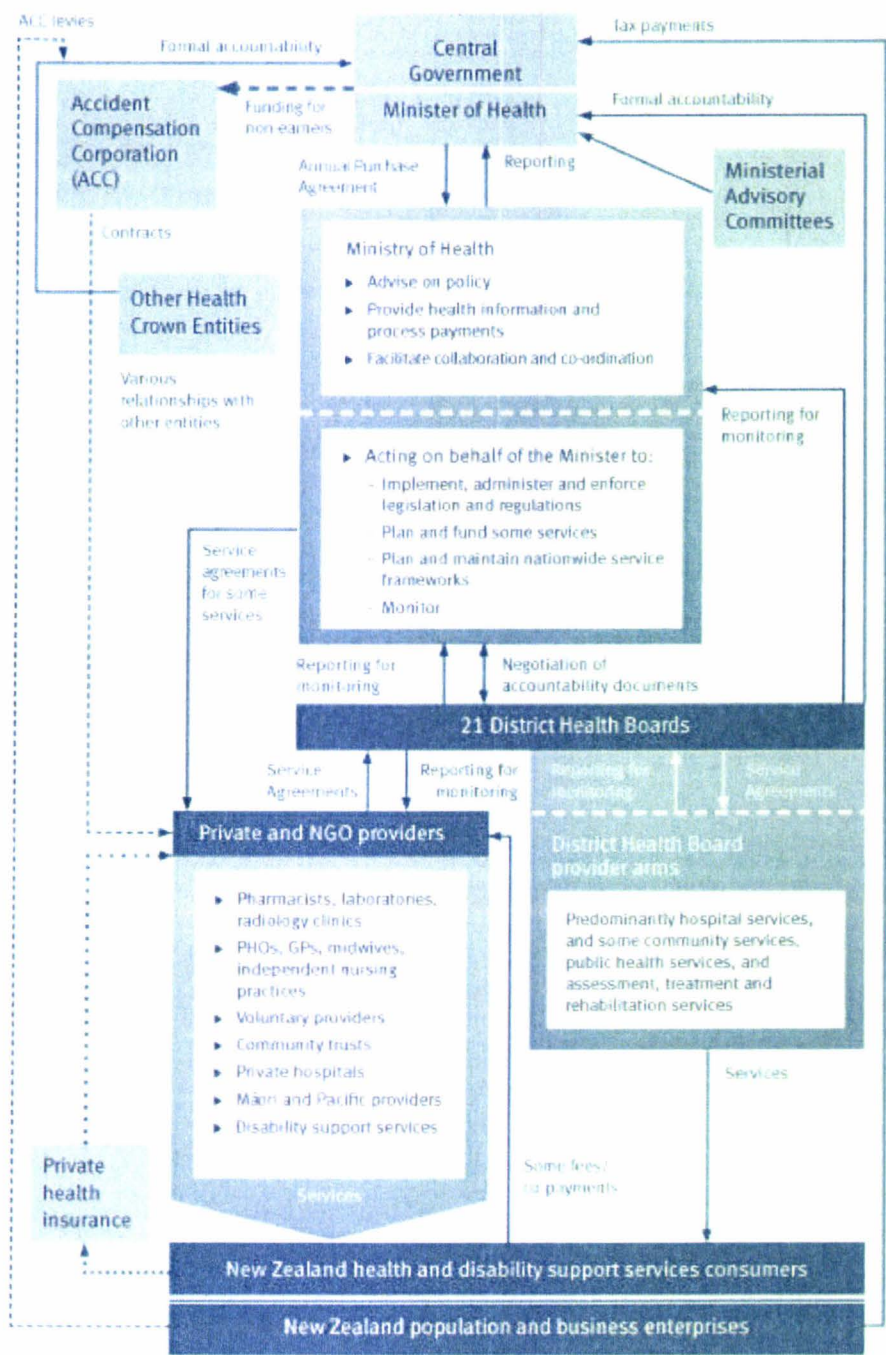 ACC levies
Tax payments
Formal accountability
Central
Government
Accident
Compensation
Corporation
(ACC)
Funding for
non-earners
Minister of Health
Formal accountability
Annual Purchase
Agreement
Reporting
Ministerial
Advisory
Committees
Contracts
Ministry of Health
▶ Advise on policy
▶ Provide health information and
process payments
▶ Facilitate collaboration and co-ordination
Other Health
Crown Entities
Various
relationships with
other entities
Reporting for
monitoring
▶ Acting on behalf of the Minister to:
- Implement, administer and enforce
legislation and regulations
Plan and fund some services
- Plan and maintain nationwide service
frameworks
- Monitor
Service
agreements
for some
services
Reporting for
monitoring
Negotiation of
accountability documents
21 District Health Boards
Service
Agreements
Reporting for
monitoring
Reporting for
monitoring
Service
Agreements
Private and NGO providers
District Health Board
provider arms
▶ Pharmacists, laboratories,
radiology clinics
▶ PHOs, GPs, midwives,
independent nursing
practices
▶ Voluntary providers
▶ Community trusts
▶ Private hospitals
▶ Māori and Pacific providers
▶ Disability support services
Predominantly hospital services,
and some community services,
public health services, and
assessment, treatment and
rehabilitation services
Services
Private
health
insurance
Some fees/
co payments
Services
New Zealand health and disability support services consumers
New Zealand population and business enterprises